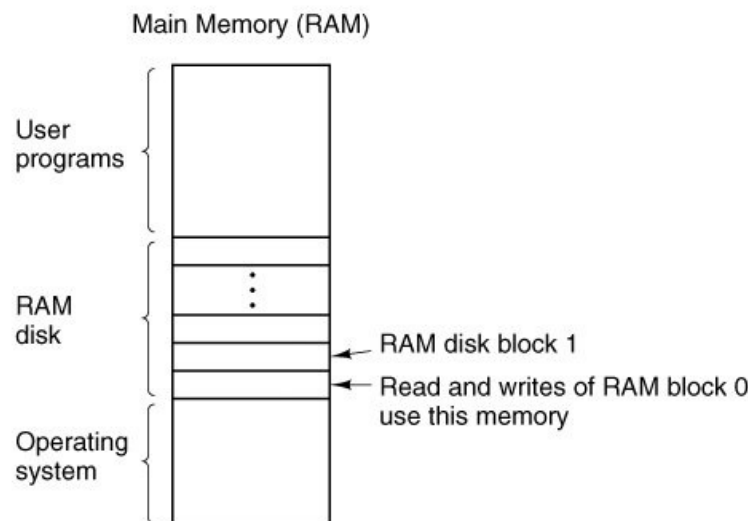 Main Memory (RAM)
User
programs
RAM
disk
RAM disk block 1
Read and writes of RAM block 0
use this memory
Operating
system